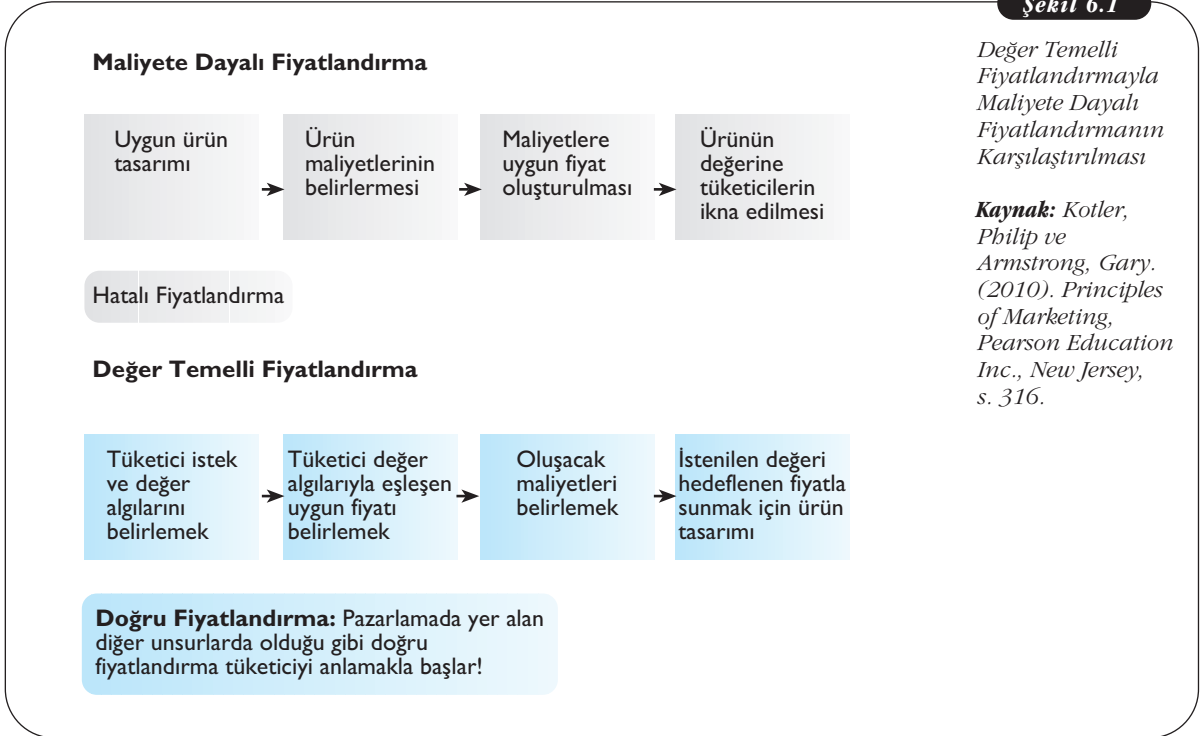 Şekil 6.1
Değer Temelli
Fiyatlandırmayla
Maliyete Dayalı
Fiyatlandırmanın
Karşılaştırılması
Kaynak: Kotler,
Philip ve
Armstrong, Gary.
(2010). Principles
of Marketing,
Pearson Education
Inc., New Jersey,
s. 316.
Maliyete Dayalı Fiyatlandırma
Uygun ürün
tasarımı
Ürün
maliyetlerinin
belirlermesi
Maliyetlere
uygun fiyat
oluşturulması
Ürünün
değerine
tüketicilerin
ikna edilmesi
Hatalı Fiyatlandırma
Değer Temelli Fiyatlandırma
Tüketici istek
ve değer
algılarını
belirlemek
Tüketici değer
algılarıyla eşleşen
uygun fiyatı
belirlemek
Oluşacak
maliyetleri
belirlemek
İstenilen değeri
hedeflenen fiyatla
sunmak için ürün
tasarımı
Doğru Fiyatlandırma: Pazarlamada yer alan
diğer unsurlarda olduğu gibi doğru
fiyatlandırma tüketiciyi anlamakla başlar!